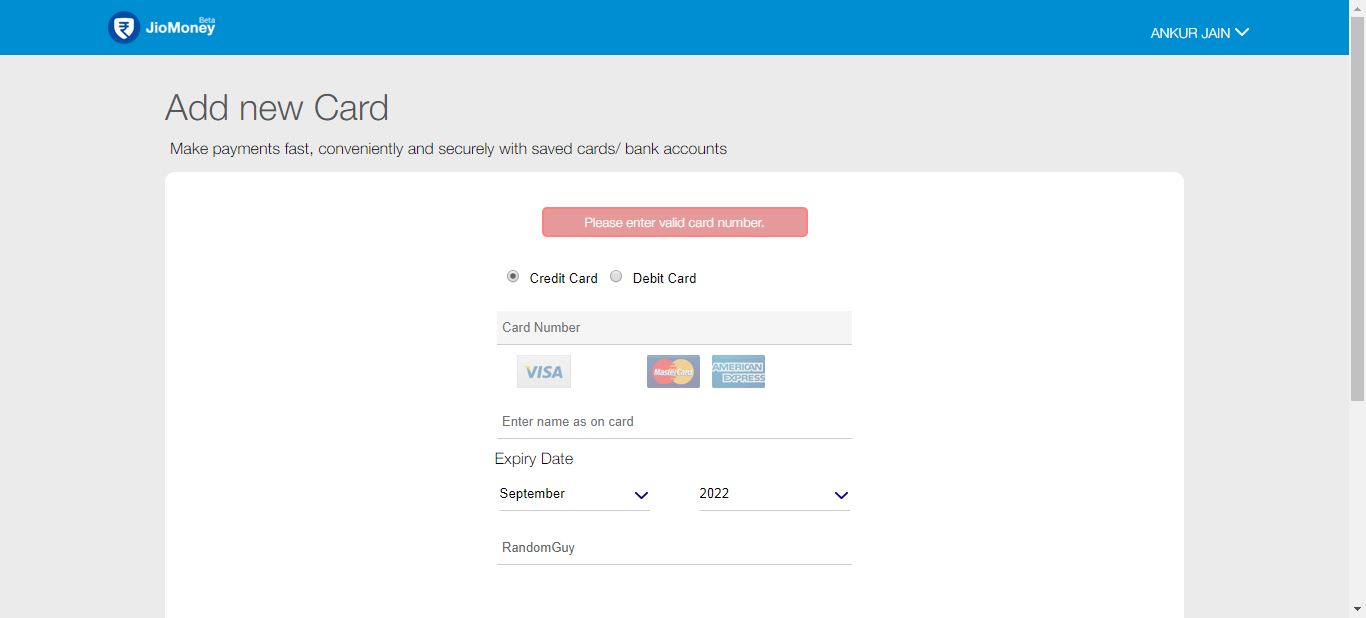 Beta
JioMoney
ANKUR JAIN
Add new Card
Make payments fast, conveniently and securely with saved cards/ bank accounts
Please enter valid card number.
Credit Card Debit Card
Card Number
VISA MasterCard AMERICAN EXPRESS
Enter name as on card
Expiry Date
September 2022
RandomGuy